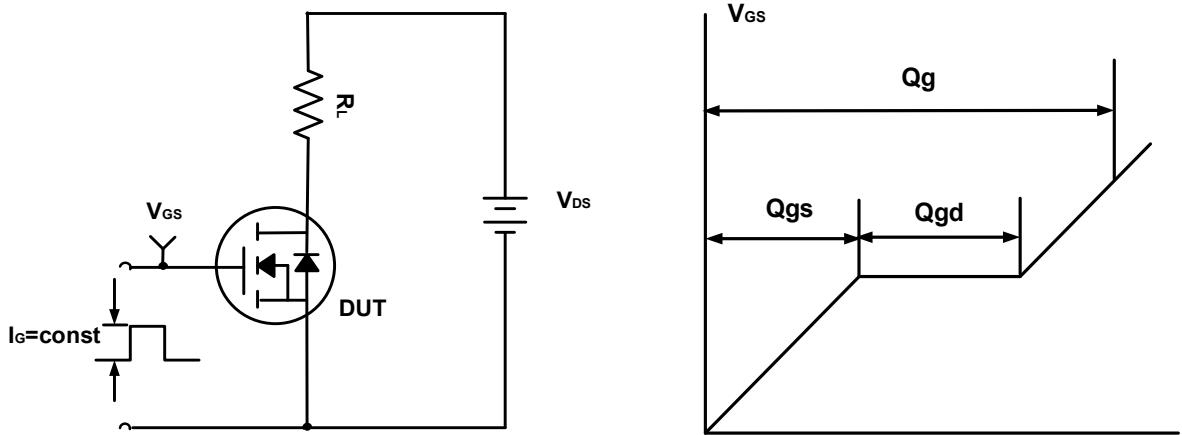 RL
VGS
VDS
DUT
IG=const
VGS
Qg
Qgs
Qgd